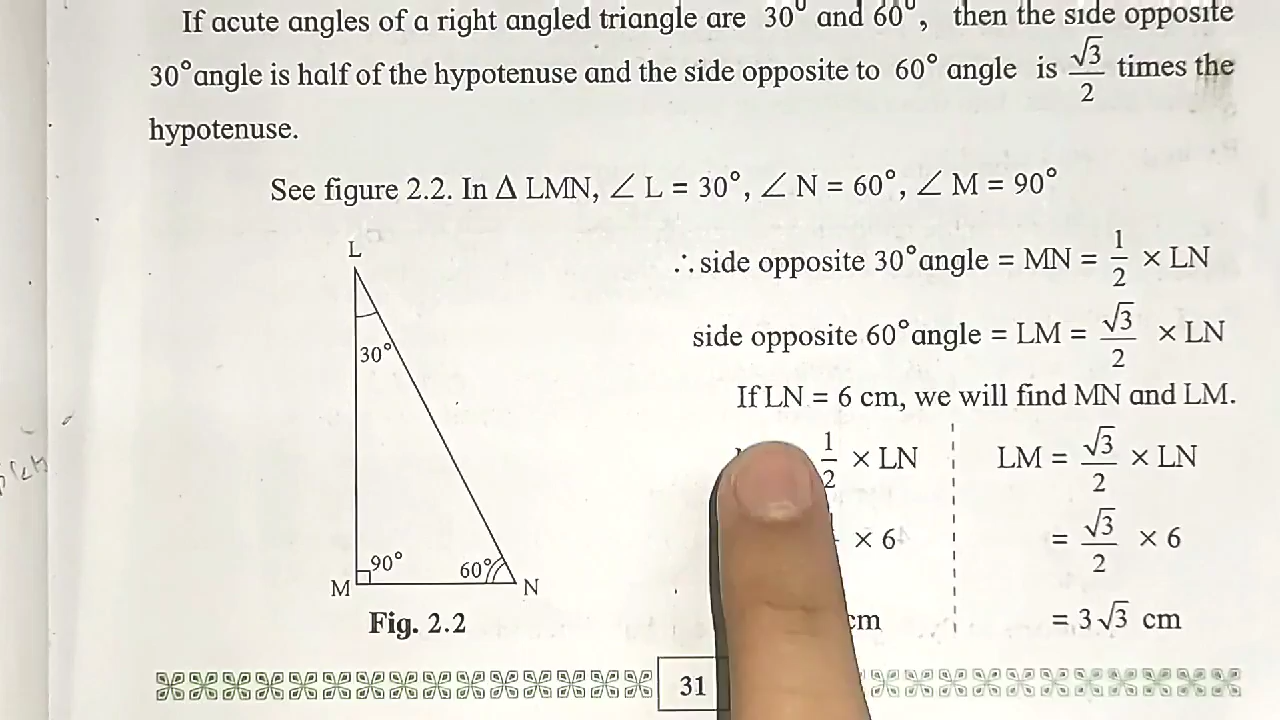 If acute angles of a right angled triangle are 30° and 60°, then the side opposite
30° angle is half of the hypotenuse and the side opposite to 60° angle is √3/2 times the
hypotenuse.
See figure 2.2. In Δ LMN, ∠ L = 30°, ∠ N = 60°, ∠ M = 90°
L
30°
90°
60°
M
N
Fig. 2.2
∴ side opposite 30° angle = MN = 1/2 × LN
side opposite 60° angle = LM = √3/2 × LN
If LN = 6 cm, we will find MN and LM.
1/2 × LN
× 6
cm
LM = √3/2 × LN
= √3/2 × 6
= 3√3 cm
31